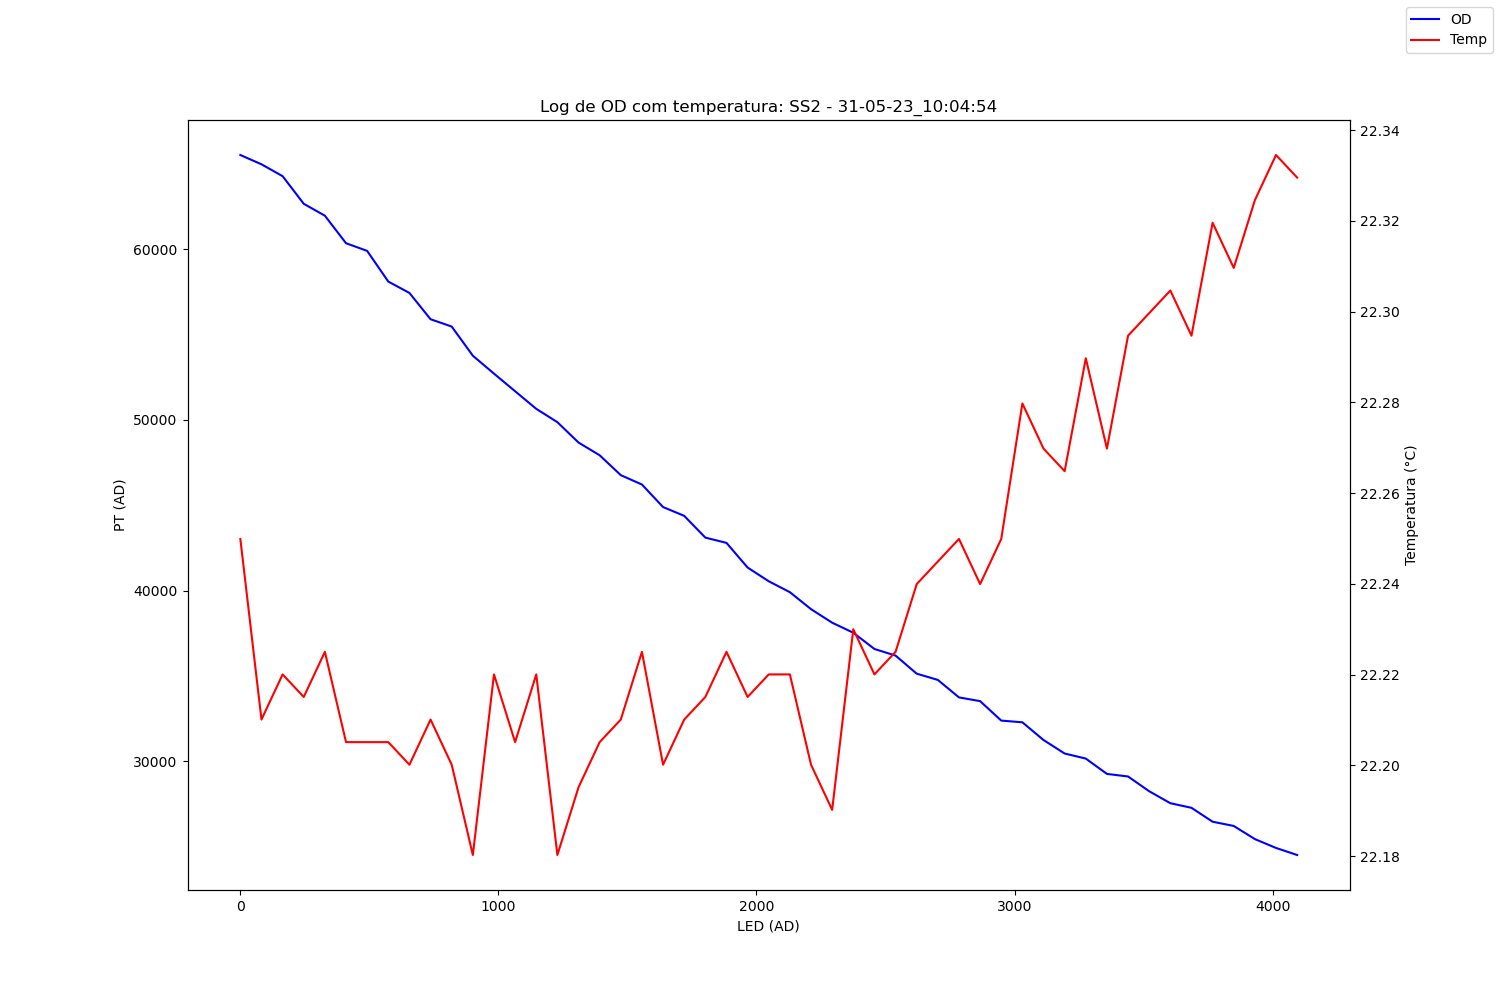 OD
Temp
Log de OD com temperatura: SS2 - 31-05-23_10:04:54
60000
50000
40000
30000
PT (AD)
22.34
22.32
22.30
22.28
22.26
22.24
22.22
22.20
22.18
Temperatura (°C)
0 1000 2000 3000 4000
LED (AD)